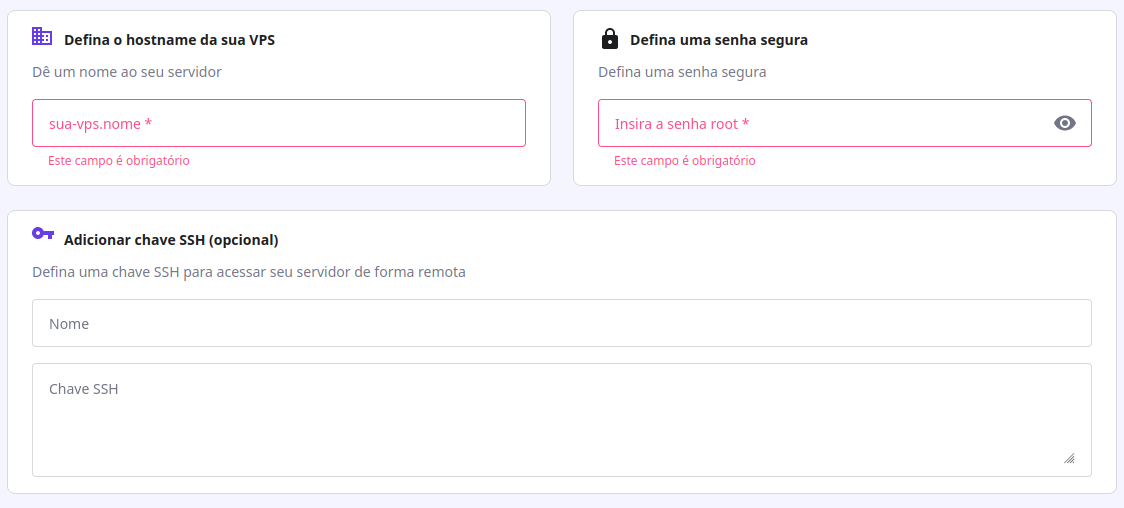 Defina o hostname da sua VPS
Dê um nome ao seu servidor
sua-vps.nome *
Este campo é obrigatório
Defina uma senha segura
Defina uma senha segura
Insira a senha root *
Este campo é obrigatório
Adicionar chave SSH (opcional)
Defina uma chave SSH para acessar seu servidor de forma remota
Nome
Chave SSH